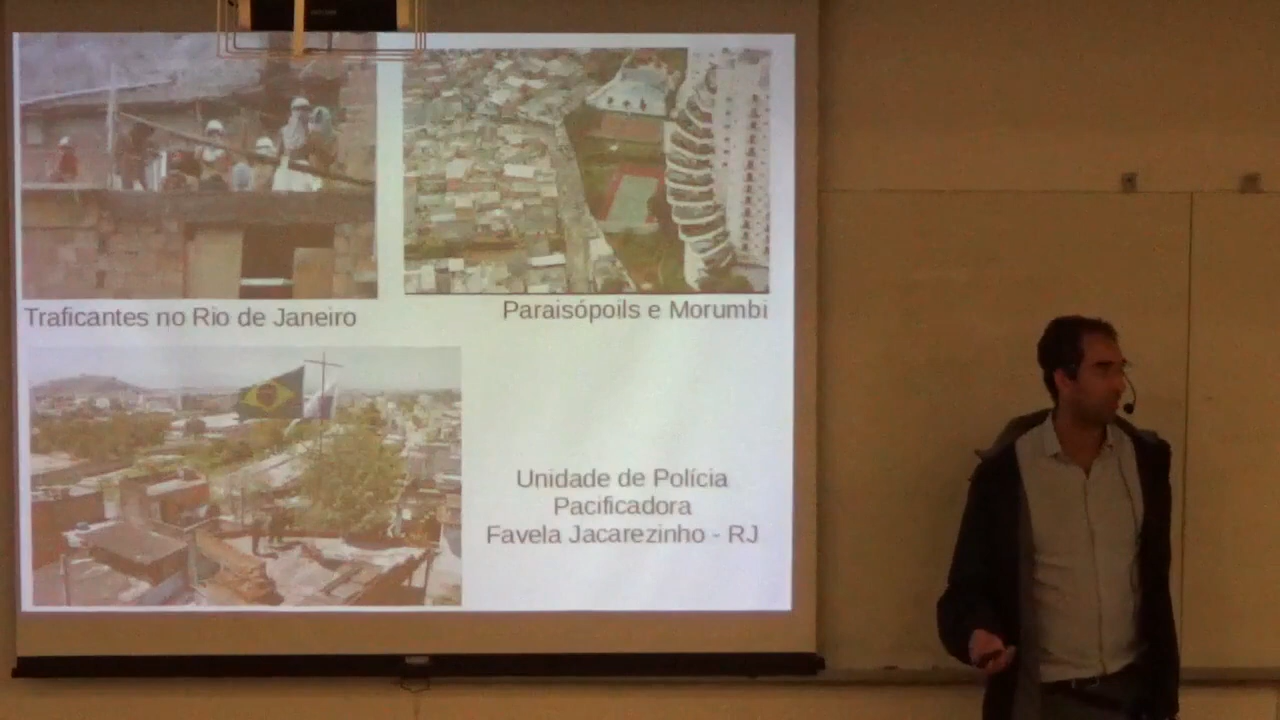 Traficantes no Rio de Janeiro
Paraisópoils e Morumbi
Unidade de Polícia
Pacificadora
Favela Jacarezinho - RJ